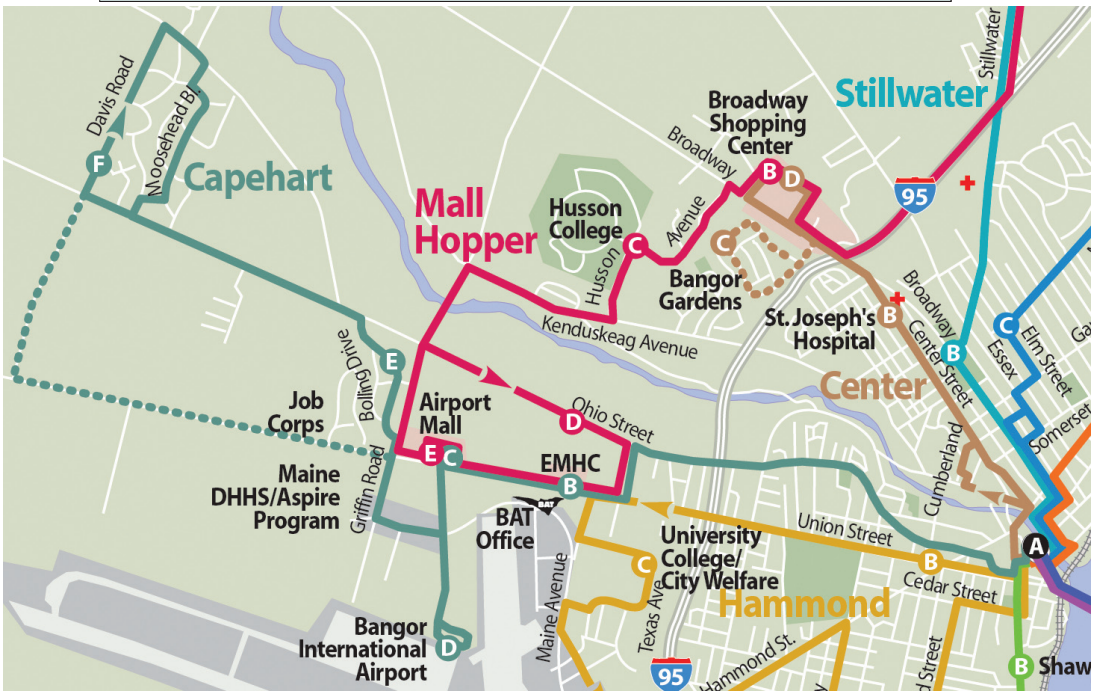 Davis Road
Moosehead Bl.
F
Capehart
Stillwater
Stillwater
Broadway
Shopping
Center
Broadway
B
D
95
Mall
Hopper
Husson
College
C
Avenue
Husson
C
Bangor
Gardens
Kenduskeag Avenue
St. Joseph's
Hospital
B
Broadway
Center Street
B
C
Essex
Elm Street
Somerset
Center
Cumberland
Bolling Drive
E
Job
Corps
Airport
Mall
E
C
D
Ohio Street
EMHC
B
Maine
DHHS/Aspire
Program
Griffin Road
BAT
BAT
Office
Union Street
University
College/
City Welfare
C
B
A
Cedar Street
Hammond
Maine Avenue
Texas Ave
Bangor
International
Airport
D
95
Hammond St.
B
Shaw